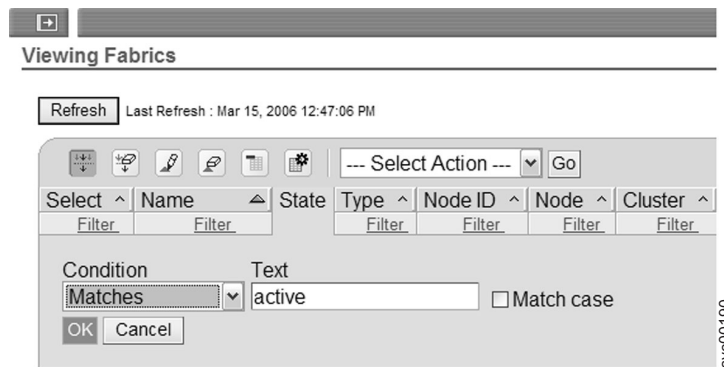 Viewing Fabrics
Refresh Last Refresh : Mar 15, 2006 12:47:06 PM
--- Select Action --- Go
Select Name State Type Node ID Node Cluster
Filter Filter Filter Filter Filter Filter
Condition Text
Matches active Match case
OK Cancel